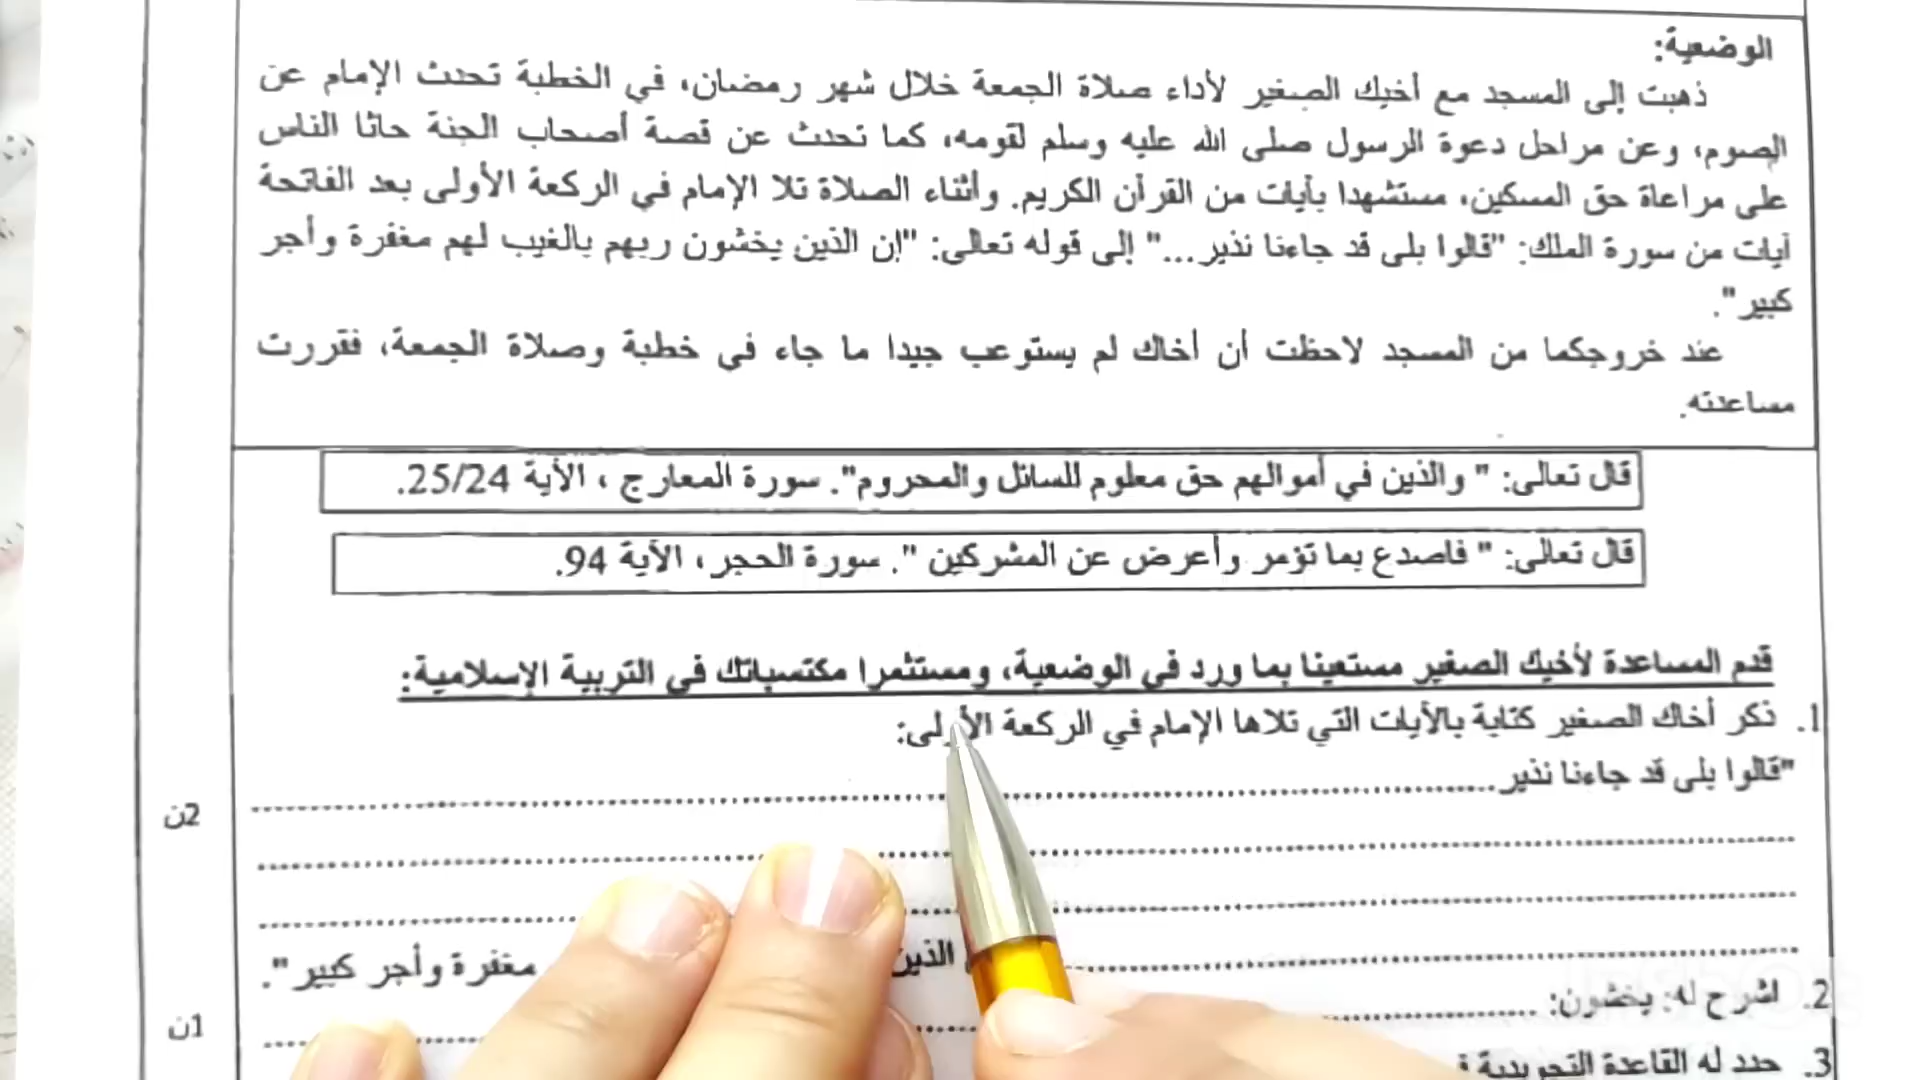 الوضعية:
ذهبت إلى المسجد مع أخيك الصغير لأداء صلاة الجمعة خلال شهر رمضان، في الخطبة تحدث الإمام عن
الصوم، وعن مراحل دعوة الرسول صلى الله عليه وسلم لقومه، كما تحدث عن قصة أصحاب الجنة حاثا الناس
على مراعاة حق المسكين، مستشهدا بآيات من القرآن الكريم. وأثناء الصلاة تلا الإمام في الركعة الأولى بعد الفاتحة
آيات من سورة الملك: "قالوا بلى قد جاءنا نذير..." إلى قوله تعالى: "إن الذين يخشون ربهم بالغيب لهم مغفرة وأجر
كبير".
عند خروجكما من المسجد لاحظت أن أخاك لم يستوعب جيدا ما جاء في خطبة وصلاة الجمعة، فقررت
مساعدته.
قال تعالى: " والذين في أموالهم حق معلوم للسائل والمحروم". سورة المعارج ، الآية 25/24.
قال تعالى: " فاصدع بما تؤمر وأعرض عن المشركين ". سورة الحجر، الآية 94.
قدم المساعدة لأخيك الصغير مستعينا بما ورد في الوضعية، ومستثمرا مكتسباتك في التربية الإسلامية:
1. ذكر أخاك الصغير كتابة بالآيات التي تلاها الإمام في الركعة الأولى:
"قالوا بلى قد جاءنا نذير
2ن
الذين مغفرة وأجر كبير".
2. اشرح له: يخشون:
1ن
3. حدد له القاعدة التجويدية